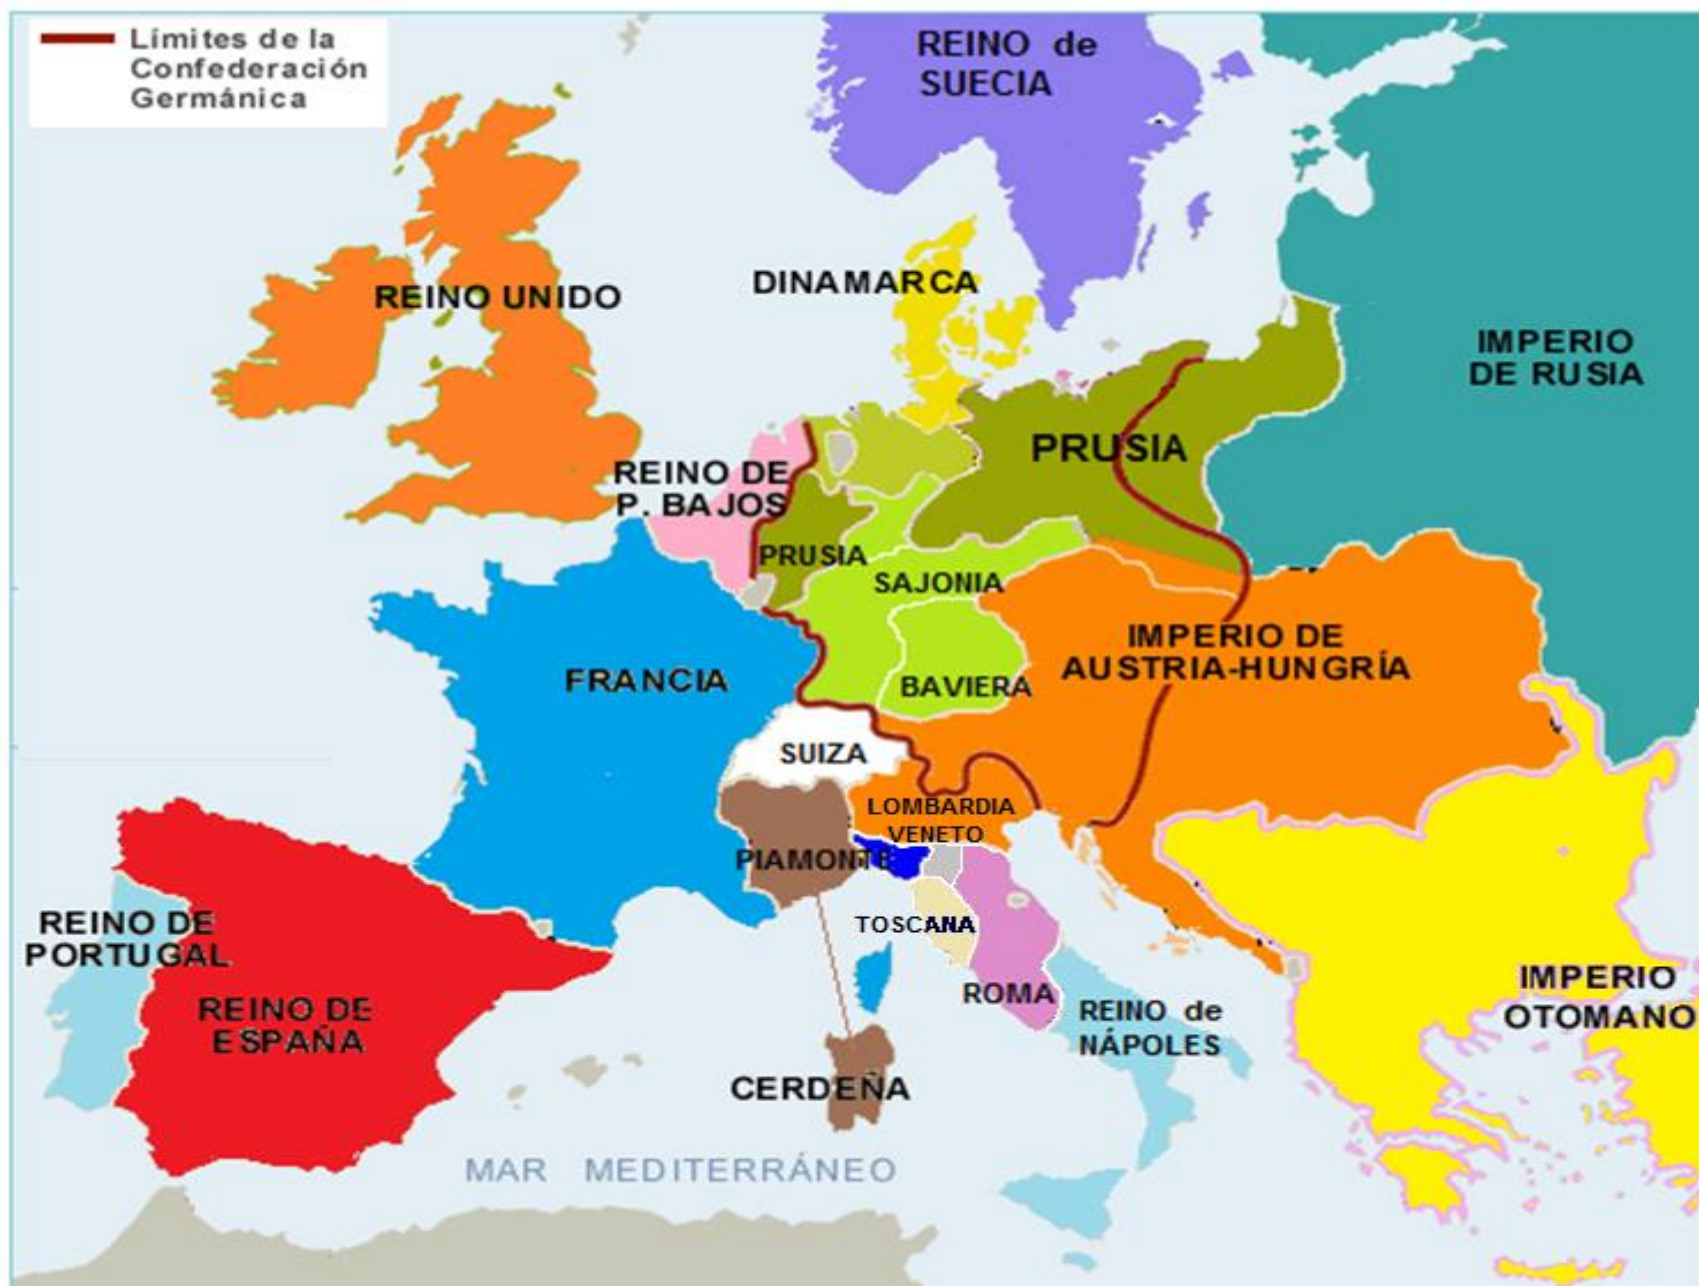 Límites de la
Confederación
Germánica
REINO de
SUECIA
REINO UNIDO
DINAMARCA
IMPERIO
DE RUSIA
PRUSIA
REINO DE
P. BAJOS
PRUSIA
SAJONIA
IMPERIO DE
AUSTRIA-HUNGRÍA
FRANCIA
BAVIERA
SUIZA
LOMBARDIA
VENETO
PIAMONTE
REINO DE
PORTUGAL
TOSCANA
ROMA
IMPERIO
OTOMANO
REINO DE
ESPAÑA
REINO de
NÁPOLES
CERDEÑA
MAR MEDITERRÁNEO